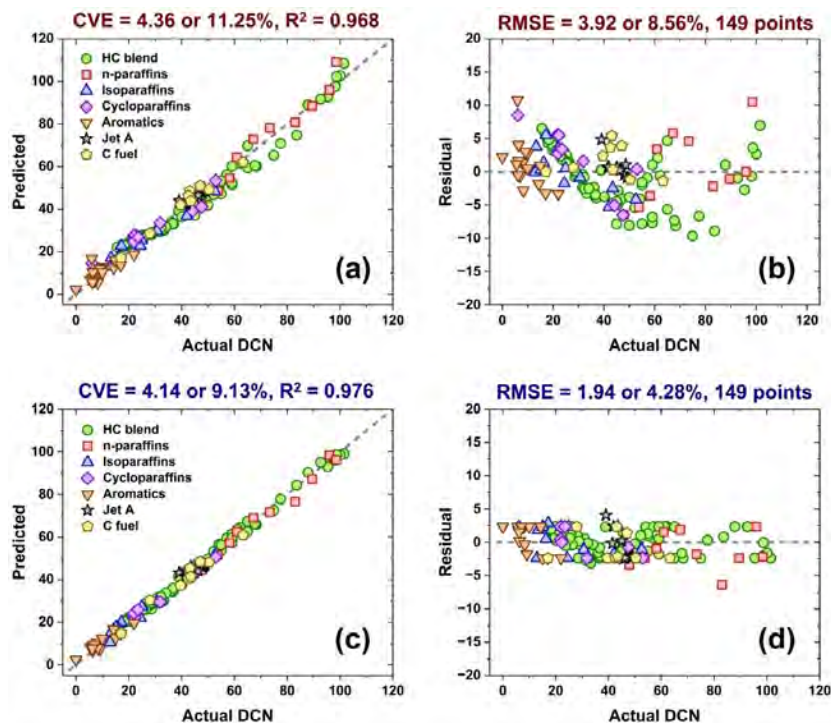 CVE = 4.36 or 11.25%, R² = 0.968
120
100
80
60
40
20
0
Predicted
HC blend
n-paraffins
Isoparaffins
Cycloparaffins
Aromatics
Jet A
C fuel
(a)
0 20 40 60 80 100 120
Actual DCN
RMSE = 3.92 or 8.56%, 149 points
20
15
10
5
0
−5
−10
−15
−20
Residual
(b)
0 20 40 60 80 100 120
Actual DCN
CVE = 4.14 or 9.13%, R² = 0.976
120
100
80
60
40
20
0
Predicted
HC blend
n-paraffins
Isoparaffins
Cycloparaffins
Aromatics
Jet A
C fuel
(c)
0 20 40 60 80 100 120
Actual DCN
RMSE = 1.94 or 4.28%, 149 points
20
15
10
5
0
−5
−10
−15
−20
Residual
(d)
0 20 40 60 80 100 120
Actual DCN